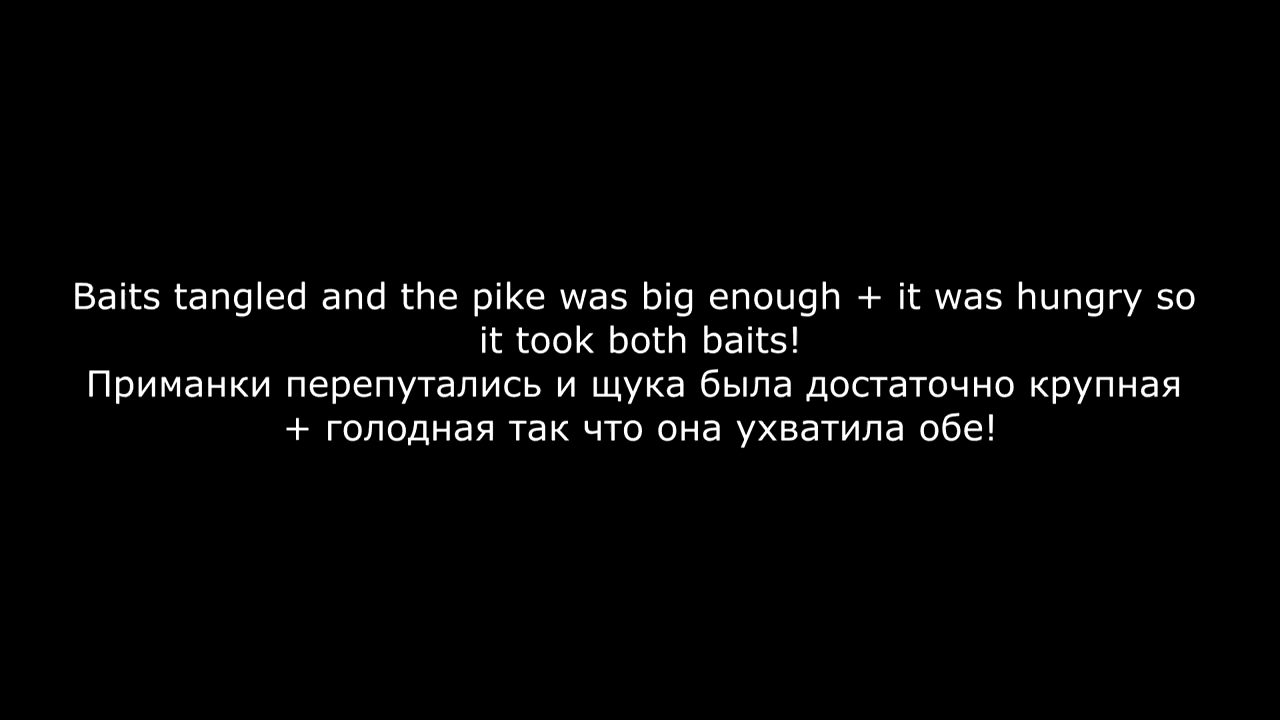 Baits tangled and the pike was big enough + it was hungry so
it took both baits!
Приманки перепутались и щука была достаточно крупная
+ голодная так что она ухватила обе!